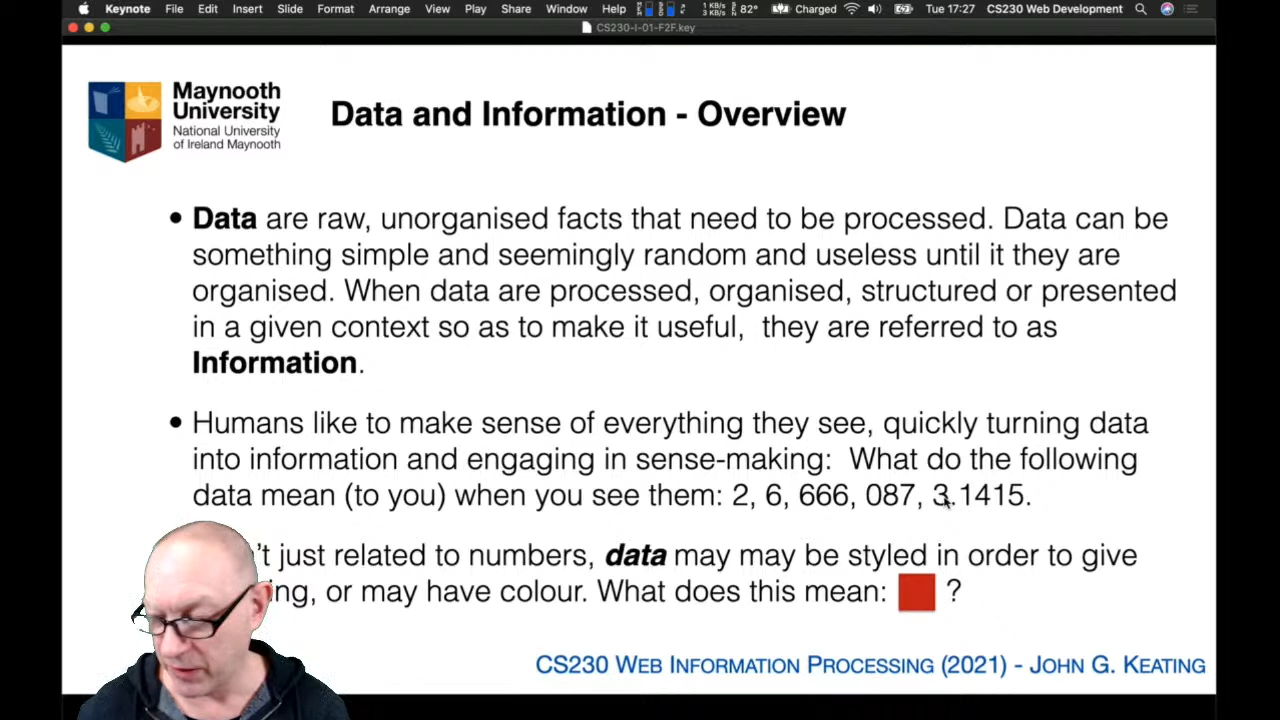 Keynote File Edit Insert Slide Format Arrange View Play Share Window Help 1 KB/s 3 KB/s 82° Charged Tue 17:27 CS230 Web Development
CS230-I-01-F2F.key
Maynooth
University
National University
of Ireland Maynooth
Data and Information - Overview
• Data are raw, unorganised facts that need to be processed. Data can be
something simple and seemingly random and useless until it they are
organised. When data are processed, organised, structured or presented
in a given context so as to make it useful, they are referred to as
Information.
• Humans like to make sense of everything they see, quickly turning data
into information and engaging in sense-making: What do the following
data mean (to you) when you see them: 2, 6, 666, 087, 3.1415.
't just related to numbers, data may may be styled in order to give
ing, or may have colour. What does this mean: ?
CS230 Web Information Processing (2021) - John G. Keating